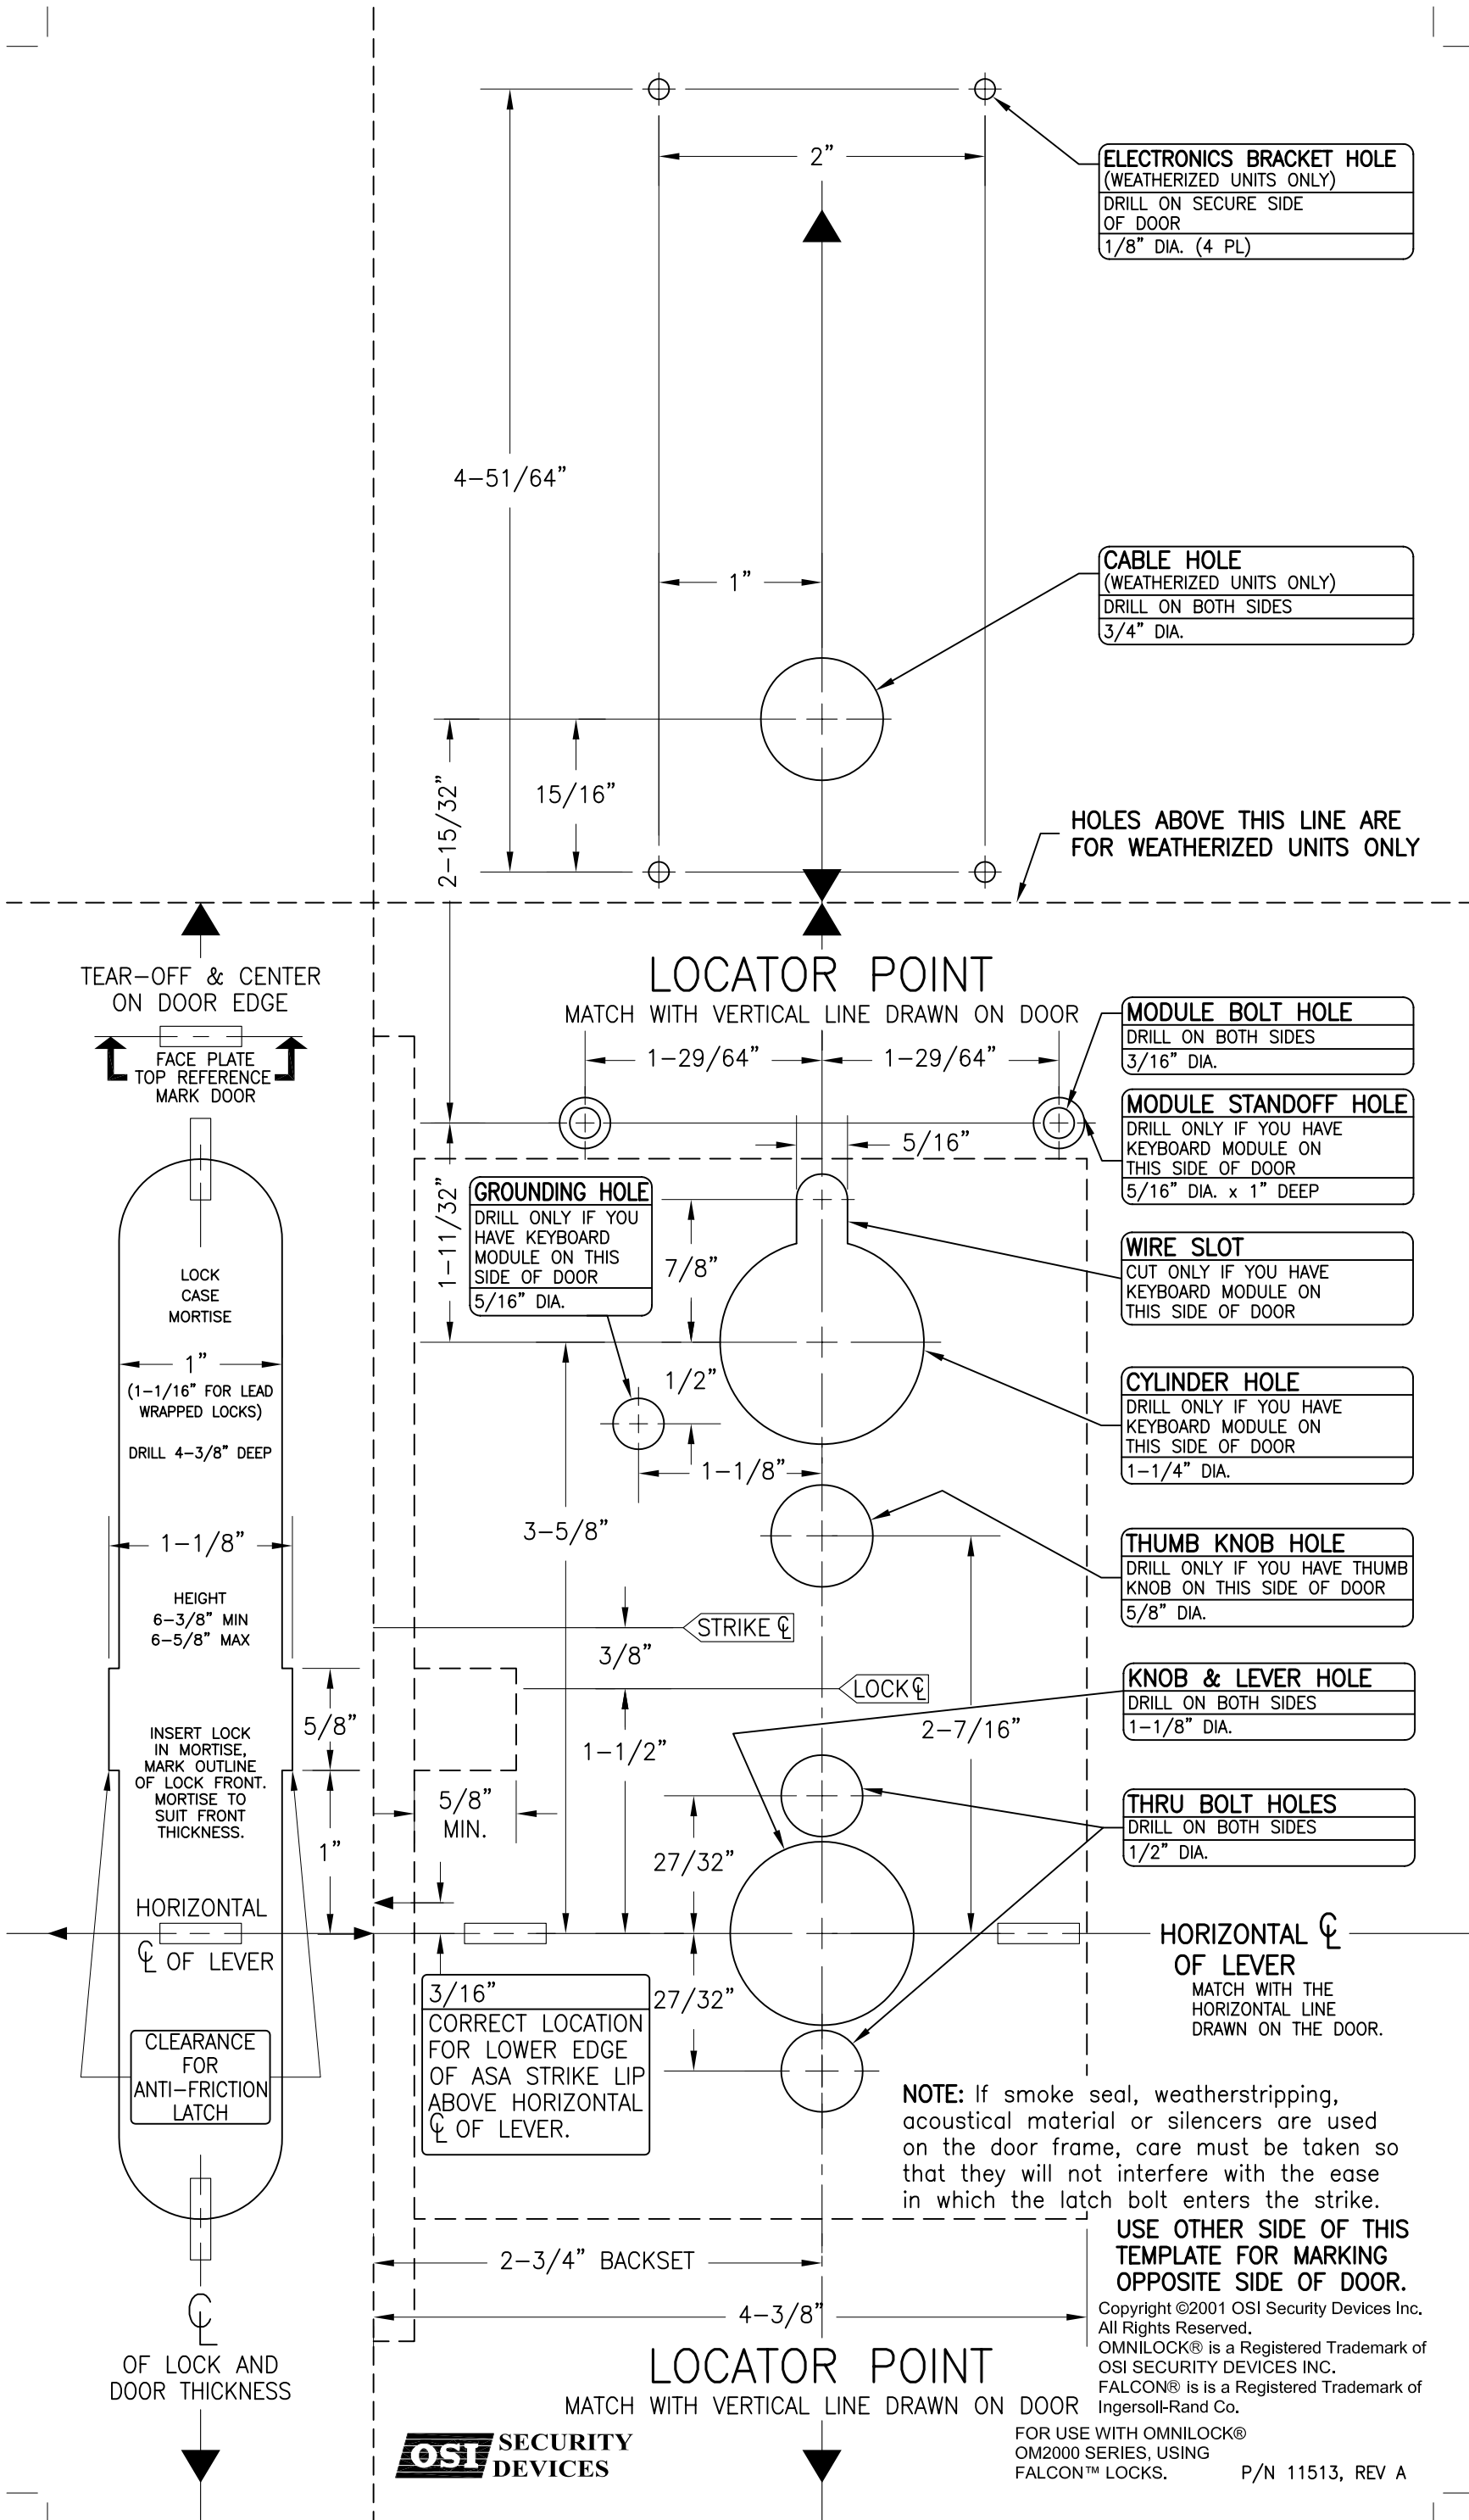 2”
ELECTRONICS BRACKET HOLE
(WEATHERIZED UNITS ONLY)
DRILL ON SECURE SIDE
OF DOOR
1/8” DIA. (4 PL)
4-51/64”
1”
CABLE HOLE
(WEATHERIZED UNITS ONLY)
DRILL ON BOTH SIDES
3/4” DIA.
2-15/32”
15/16”
HOLES ABOVE THIS LINE ARE
FOR WEATHERIZED UNITS ONLY
TEAR-OFF & CENTER
ON DOOR EDGE
FACE PLATE
TOP REFERENCE
MARK DOOR
LOCATOR POINT
MATCH WITH VERTICAL LINE DRAWN ON DOOR
1-29/64”
1-29/64”
MODULE BOLT HOLE
DRILL ON BOTH SIDES
3/16” DIA.
MODULE STANDOFF HOLE
DRILL ONLY IF YOU HAVE
KEYBOARD MODULE ON
THIS SIDE OF DOOR
5/16” DIA. x 1” DEEP
5/16”
1-11/32”
GROUNDING HOLE
DRILL ONLY IF YOU
HAVE KEYBOARD
MODULE ON THIS
SIDE OF DOOR
5/16” DIA.
7/8”
WIRE SLOT
CUT ONLY IF YOU HAVE
KEYBOARD MODULE ON
THIS SIDE OF DOOR
LOCK
CASE
MORTISE
1”
(1-1/16” FOR LEAD
WRAPPED LOCKS)
DRILL 4-3/8” DEEP
1/2”
1-1/8”
CYLINDER HOLE
DRILL ONLY IF YOU HAVE
KEYBOARD MODULE ON
THIS SIDE OF DOOR
1-1/4” DIA.
1-1/8”
3-5/8”
THUMB KNOB HOLE
DRILL ONLY IF YOU HAVE THUMB
KNOB ON THIS SIDE OF DOOR
5/8” DIA.
HEIGHT
6-3/8” MIN
6-5/8” MAX
STRIKE ℄
3/8”
LOCK ℄
KNOB & LEVER HOLE
DRILL ON BOTH SIDES
1-1/8” DIA.
5/8”
2-7/16”
INSERT LOCK
IN MORTISE,
MARK OUTLINE
OF LOCK FRONT.
MORTISE TO
SUIT FRONT
THICKNESS.
1-1/2”
5/8”
MIN.
THRU BOLT HOLES
DRILL ON BOTH SIDES
1/2” DIA.
1”
27/32”
HORIZONTAL
℄ OF LEVER
HORIZONTAL ℄
OF LEVER
MATCH WITH THE
HORIZONTAL LINE
DRAWN ON THE DOOR.
3/16”
CORRECT LOCATION
FOR LOWER EDGE
OF ASA STRIKE LIP
ABOVE HORIZONTAL
℄ OF LEVER.
27/32”
CLEARANCE
FOR
ANTI-FRICTION
LATCH
NOTE: If smoke seal, weatherstripping,
acoustical material or silencers are used
on the door frame, care must be taken so
that they will not interfere with the ease
in which the latch bolt enters the strike.
USE OTHER SIDE OF THIS
TEMPLATE FOR MARKING
OPPOSITE SIDE OF DOOR.
2-3/4” BACKSET
4-3/8”
℄
OF LOCK AND
DOOR THICKNESS
LOCATOR POINT
MATCH WITH VERTICAL LINE DRAWN ON DOOR
Copyright ©2001 OSI Security Devices Inc.
All Rights Reserved.
OMNILOCK® is a Registered Trademark of
OSI SECURITY DEVICES INC.
FALCON® is is a Registered Trademark of
Ingersoll-Rand Co.
OSI SECURITY
DEVICES
FOR USE WITH OMNILOCK®
OM2000 SERIES, USING
FALCON™ LOCKS.
P/N 11513, REV A